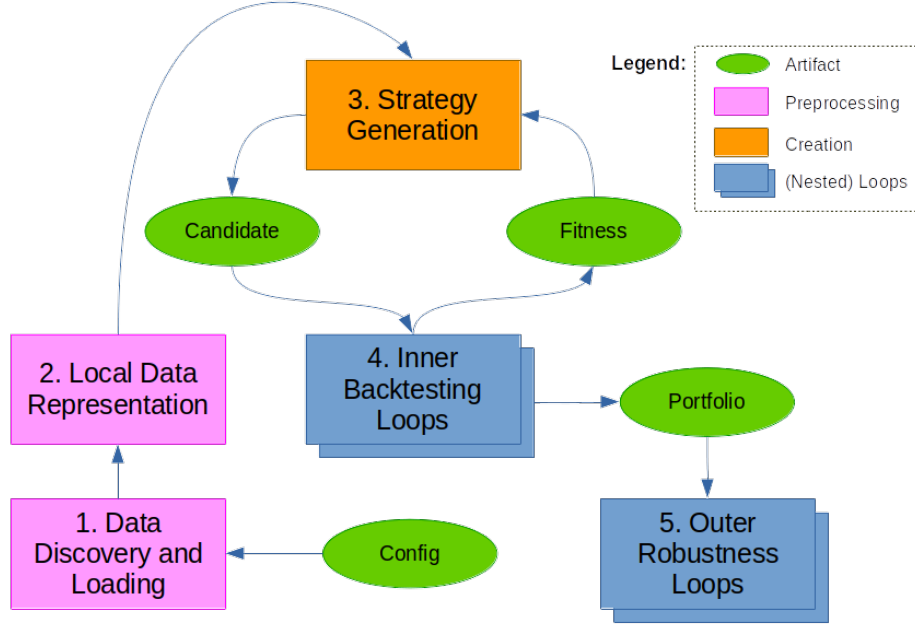 3. Strategy
Generation
Legend:
Artifact
Preprocessing
Creation
(Nested) Loops
Candidate
Fitness
2. Local Data
Representation
4. Inner
Backtesting
Loops
Portfolio
1. Data
Discovery and
Loading
Config
5. Outer
Robustness
Loops